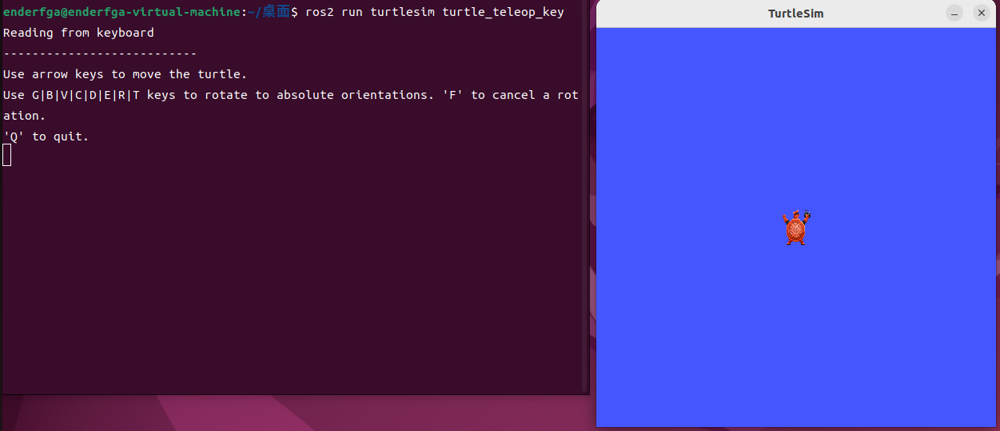 enderfga@enderfga-virtual-machine:~/桌面$ ros2 run turtlesim turtle_teleop_key
Reading from keyboard
---------------------------
Use arrow keys to move the turtle.
Use G|B|V|C|D|E|R|T keys to rotate to absolute orientations. 'F' to cancel a rot
ation.
'Q' to quit.
TurtleSim